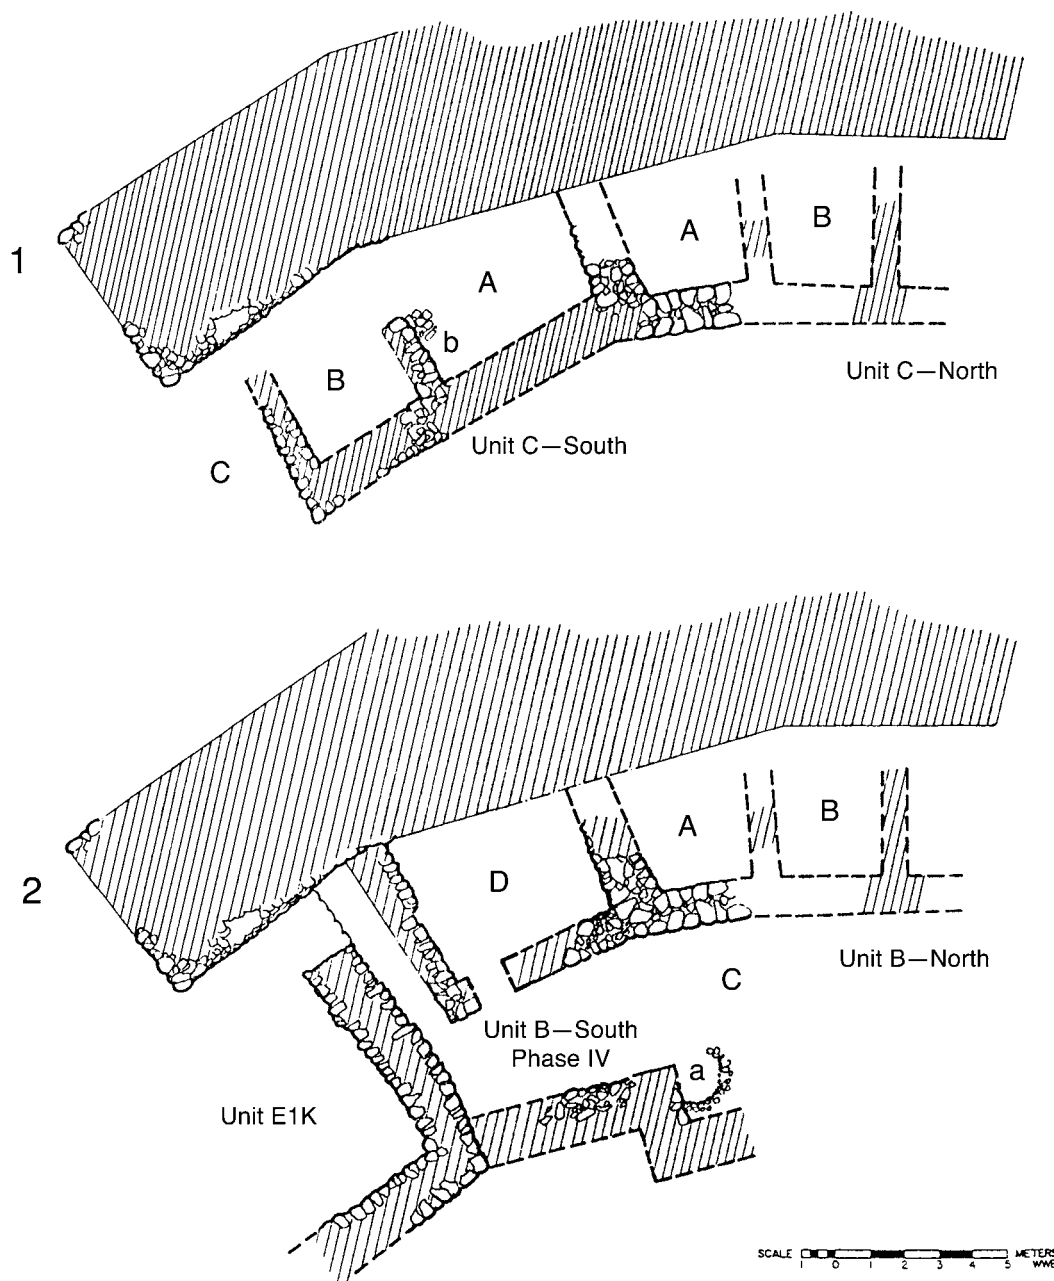 1
A
B
A
b
B
Unit C—North
Unit C—South
C
2
A
B
D
Unit B—North
C
Unit B—South
Phase IV
a
Unit E1K
SCALE 1 0 1 2 3 4 5 METERS